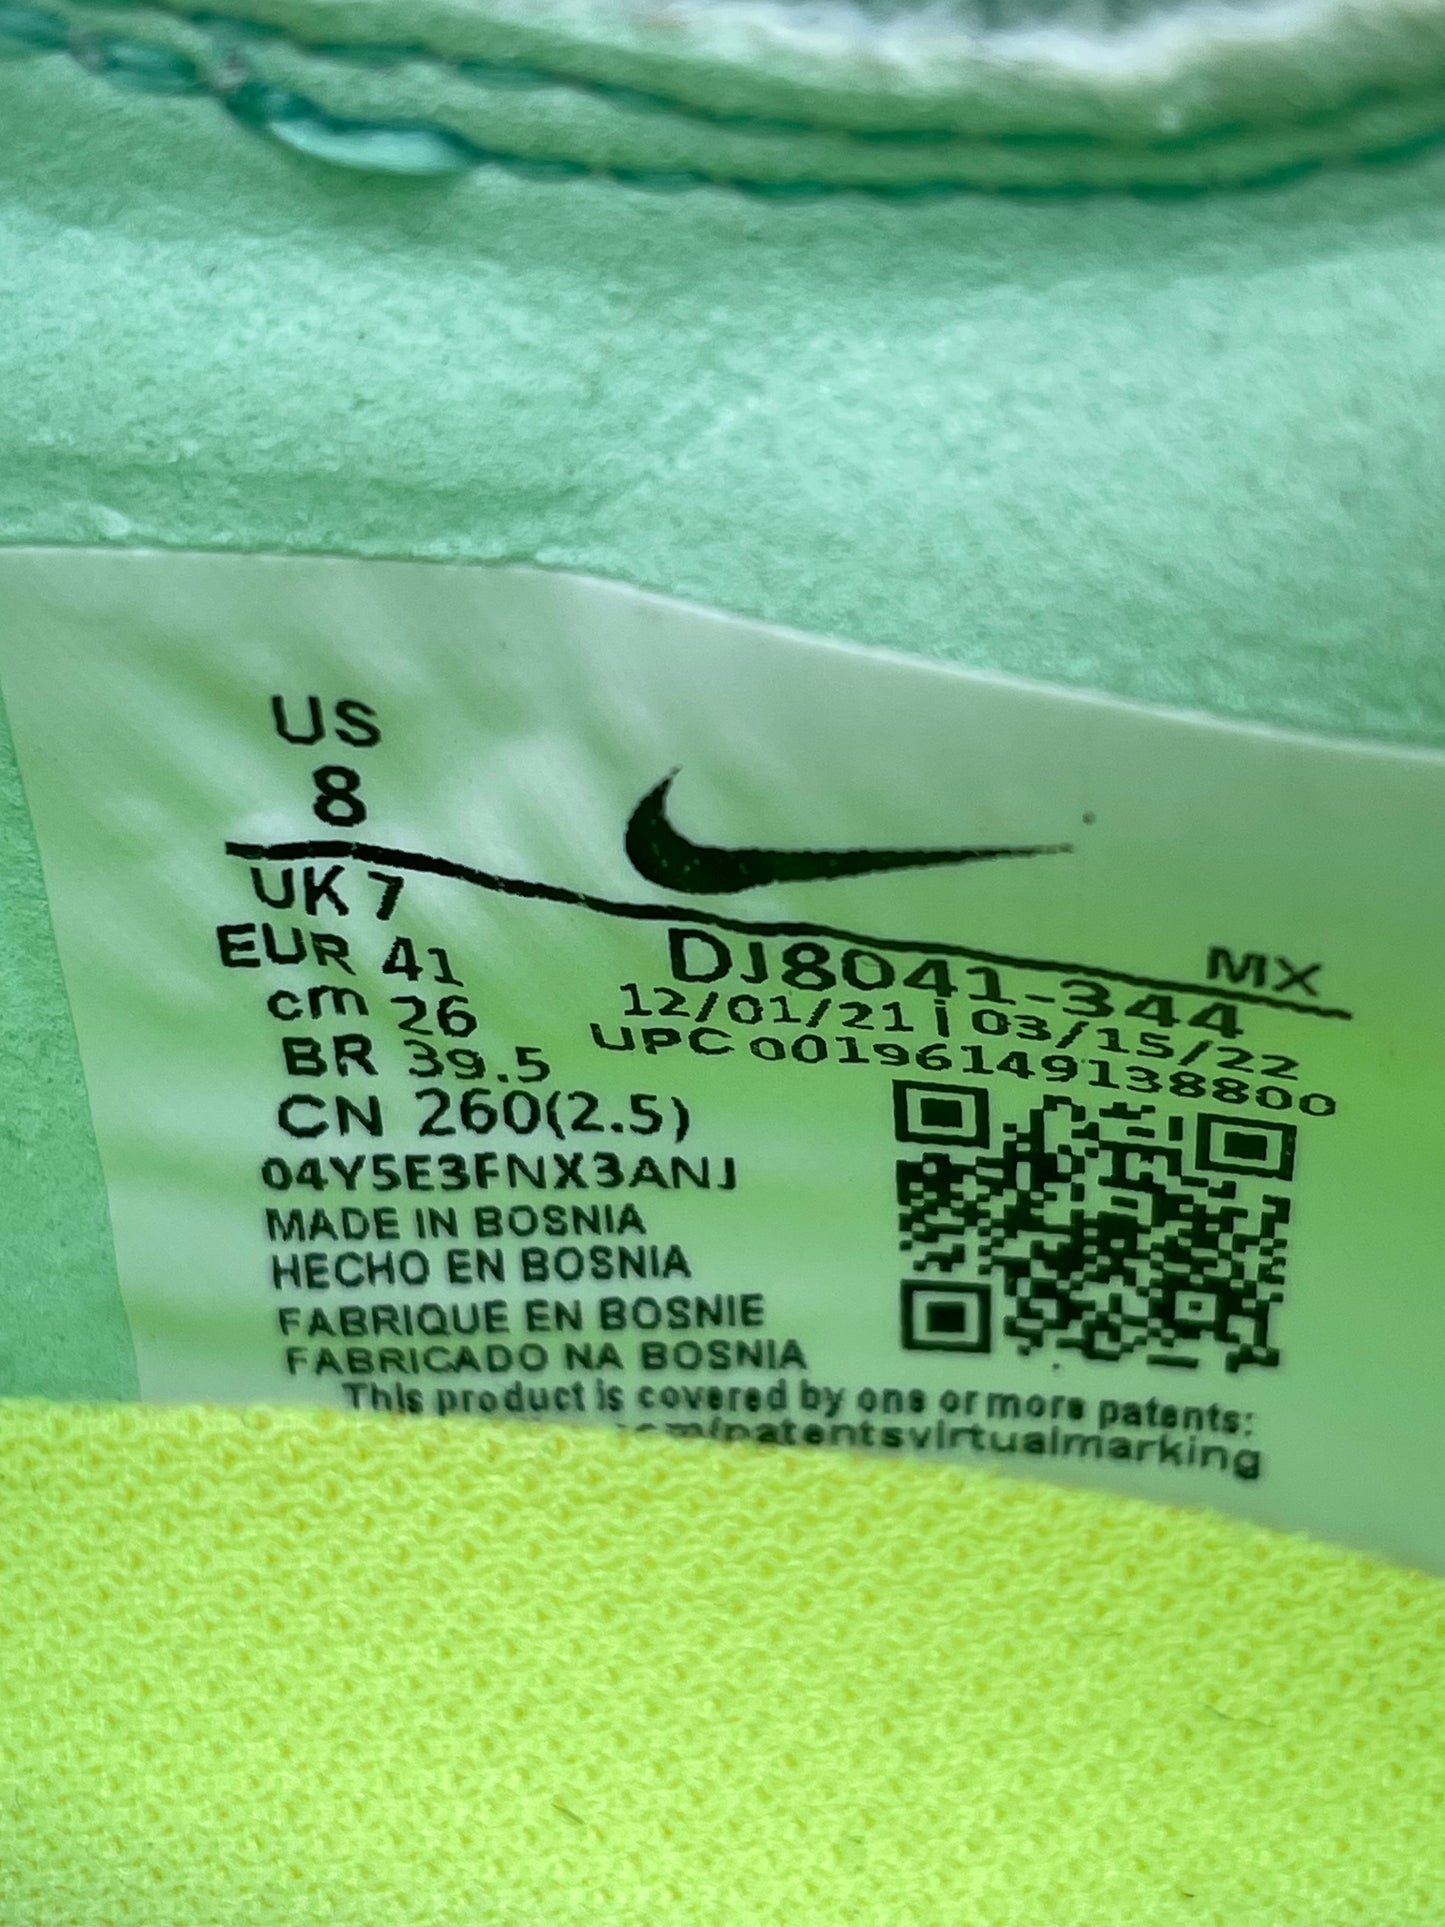 US
8
UK 7
EUR 41
cm 26
BR 39.5
CN 260(2.5)
MX
DJ8041-344
12/01/21 | 03/15/22
UPC 00196149138800
04Y5E3FNX3ANJ
MADE IN BOSNIA
HECHO EN BOSNIA
FABRIQUE EN BOSNIE
FABRICADO NA BOSNIA
This product is covered by one or more patents:
/patentsvirtualmarking